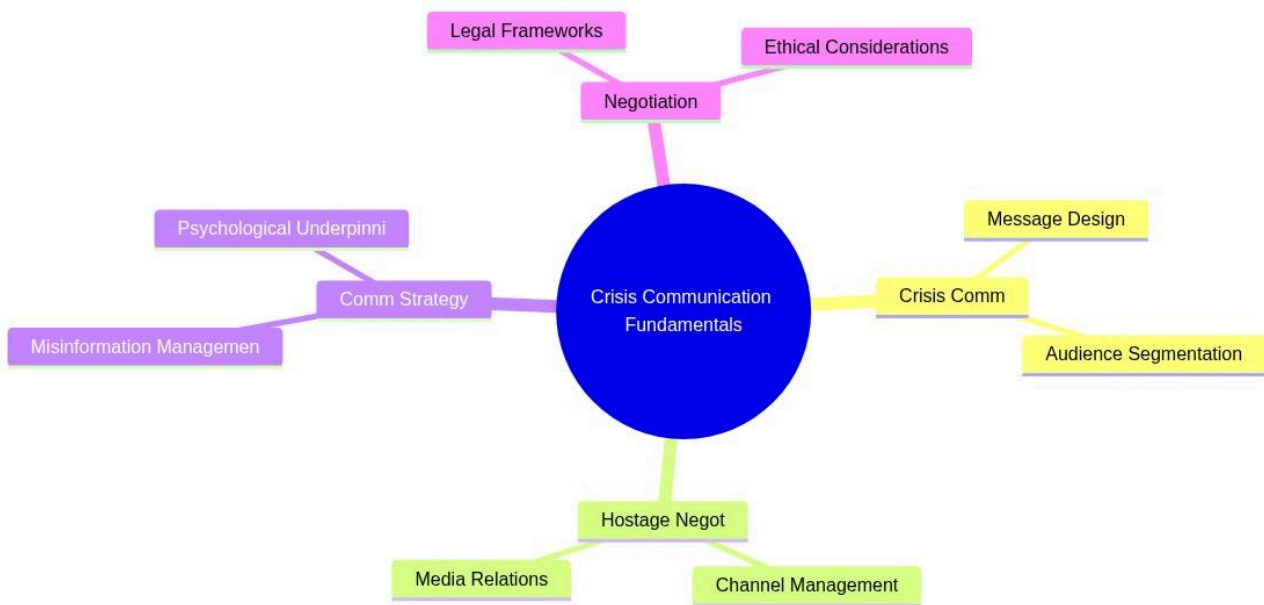 Legal Frameworks
Ethical Considerations
Negotiation
Psychological Underpinni
Message Design
Comm Strategy
Crisis Communication
Fundamentals
Crisis Comm
Misinformation Managemen
Audience Segmentation
Hostage Negot
Media Relations
Channel Management